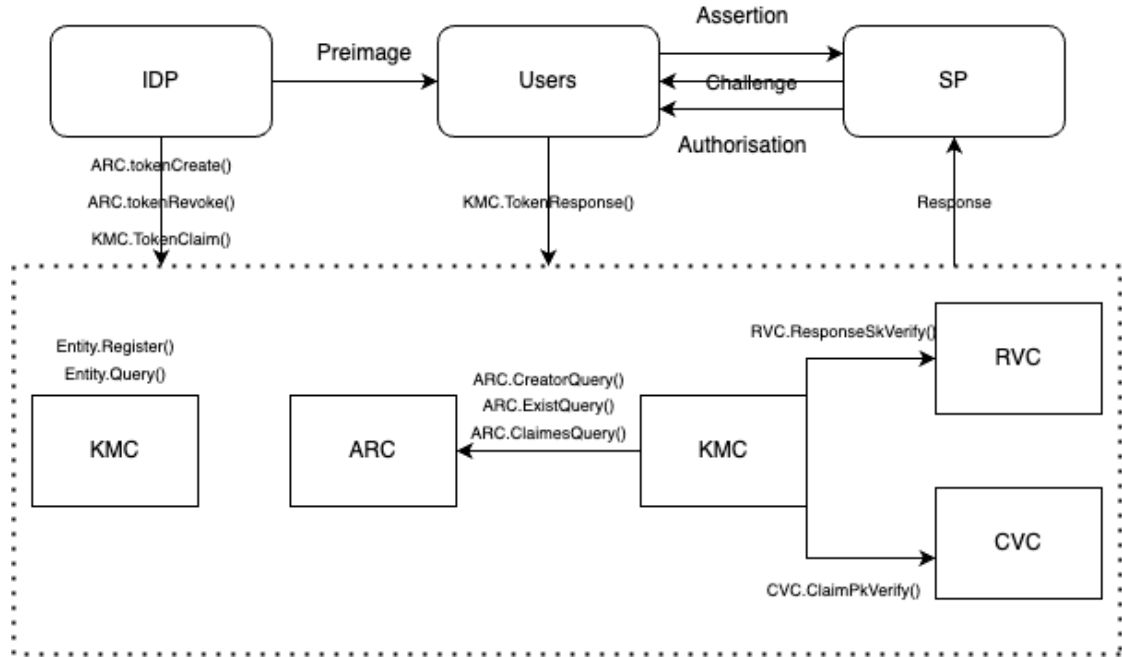 Assertion
IDP
Preimage
Users
Challenge
SP
Authorisation
ARC.tokenCreate()
ARC.tokenRevoke()
KMC.TokenClaim()
KMC.TokenResponse()
Response
Entity.Register()
Entity.Query()
KMC
ARC.CreatorQuery()
ARC.ExistQuery()
ARC.ClaimesQuery()
ARC
KMC
RVC.ResponseSkVerify()
RVC
CVC
CVC.ClaimPkVerify()